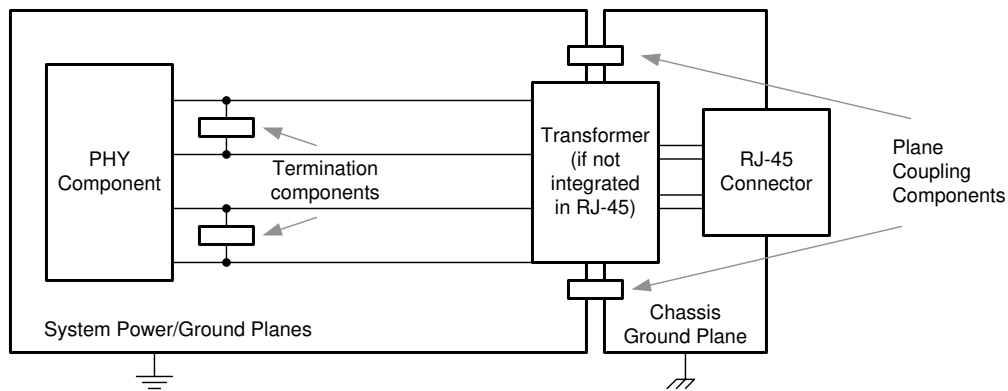 PHY
Component
Termination
components
Transformer
(if not
integrated
in RJ-45)
RJ-45
Connector
Plane
Coupling
Components
System Power/Ground Planes
Chassis
Ground Plane